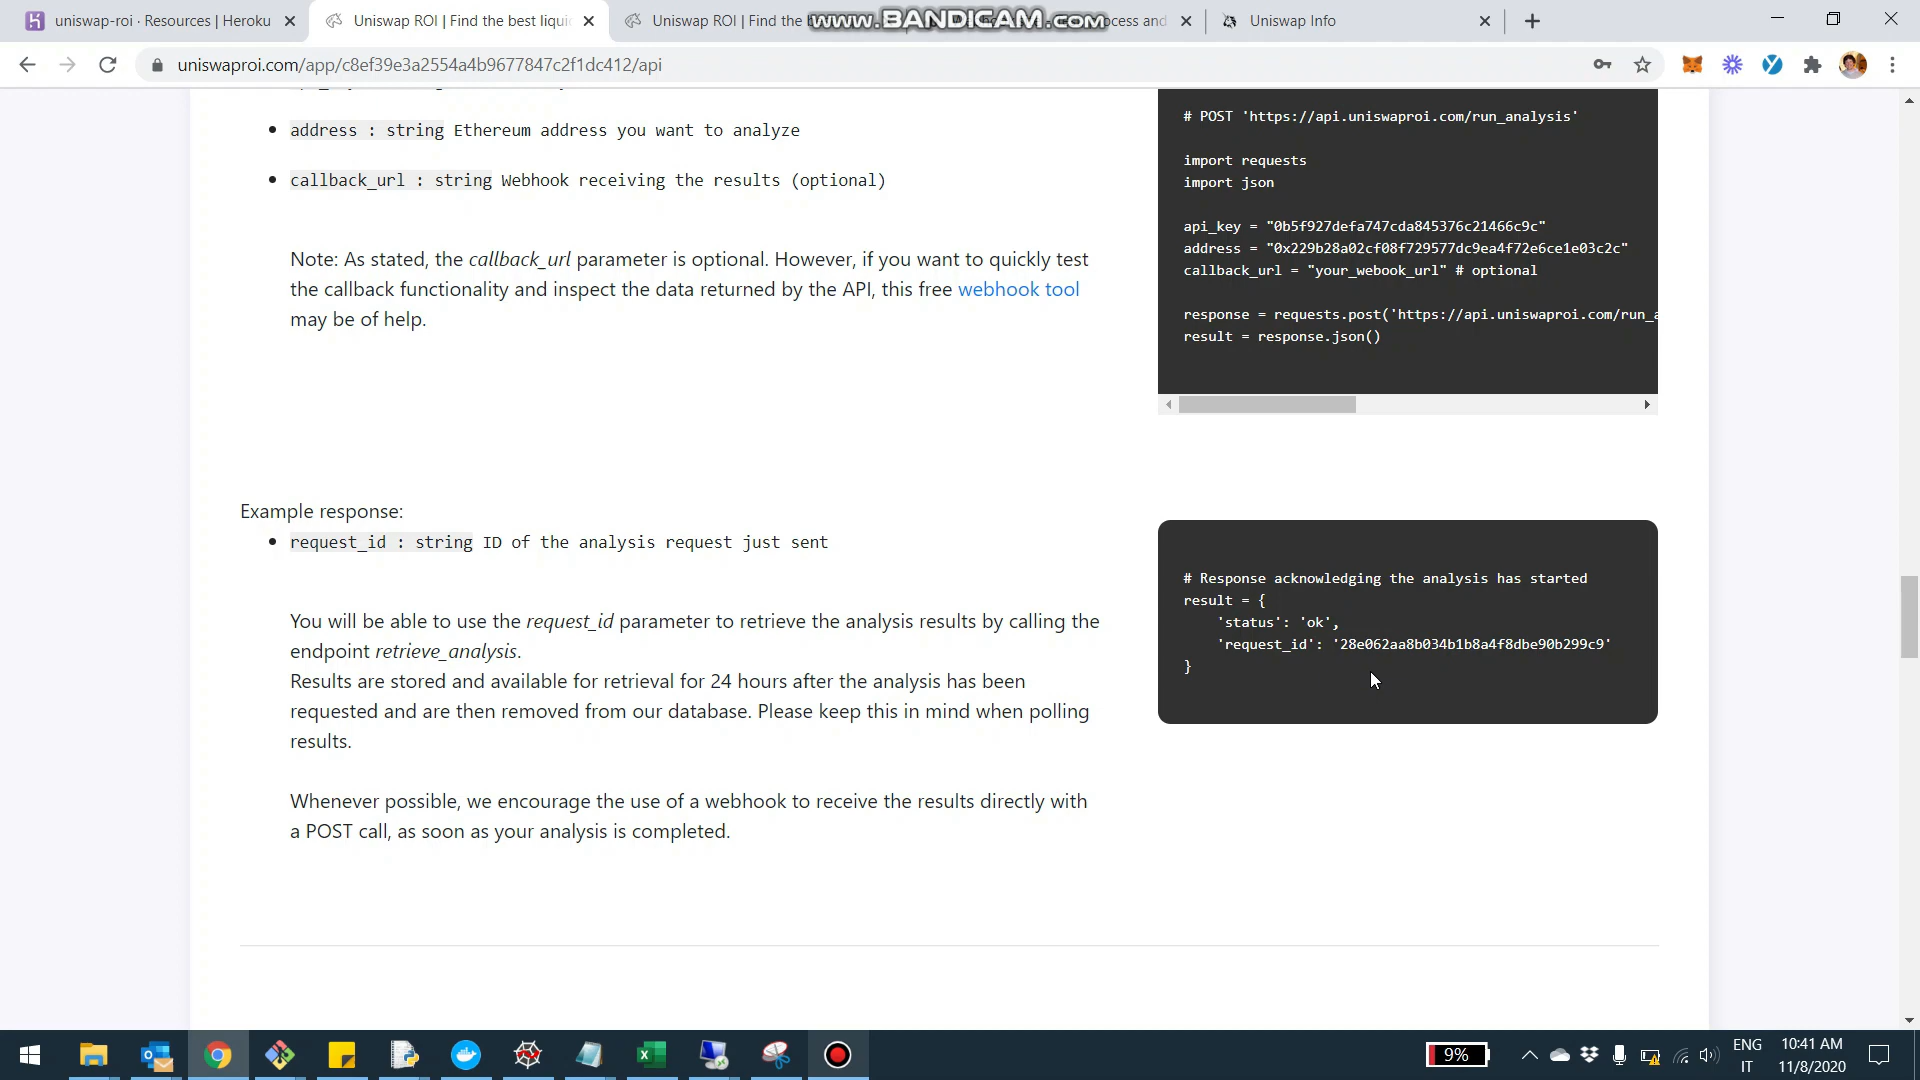 uniswap-roi · Resources | Heroku
Uniswap ROI | Find the best liquid
Uniswap ROI | Find the be
www.BANDICAM.com
ocess and
Uniswap Info
uniswaproi.com/app/c8ef39e3a2554a4b9677847c2f1dc412/api
address : string Ethereum address you want to analyze
callback_url : string Webhook receiving the results (optional)
Note: As stated, the callback_url parameter is optional. However, if you want to quickly test
the callback functionality and inspect the data returned by the API, this free webhook tool
may be of help.
# POST 'https://api.uniswaproi.com/run_analysis'
import requests
import json
api_key = "0b5f927defa747cda845376c21466c9c"
address = "0x229b28a02cf08f729577dc9ea4f72e6ce1e03c2c"
callback_url = "your_webook_url" # optional
response = requests.post('https://api.uniswaproi.com/run_a
result = response.json()
Example response:
request_id : string ID of the analysis request just sent
You will be able to use the request_id parameter to retrieve the analysis results by calling the
endpoint retrieve_analysis.
Results are stored and available for retrieval for 24 hours after the analysis has been
requested and are then removed from our database. Please keep this in mind when polling
results.
Whenever possible, we encourage the use of a webhook to receive the results directly with
a POST call, as soon as your analysis is completed.
# Response acknowledging the analysis has started
result = {
'status': 'ok',
'request_id': '28e062aa8b034b1b8a4f8dbe90b299c9'
}
9%
ENG
IT
10:41 AM
11/8/2020